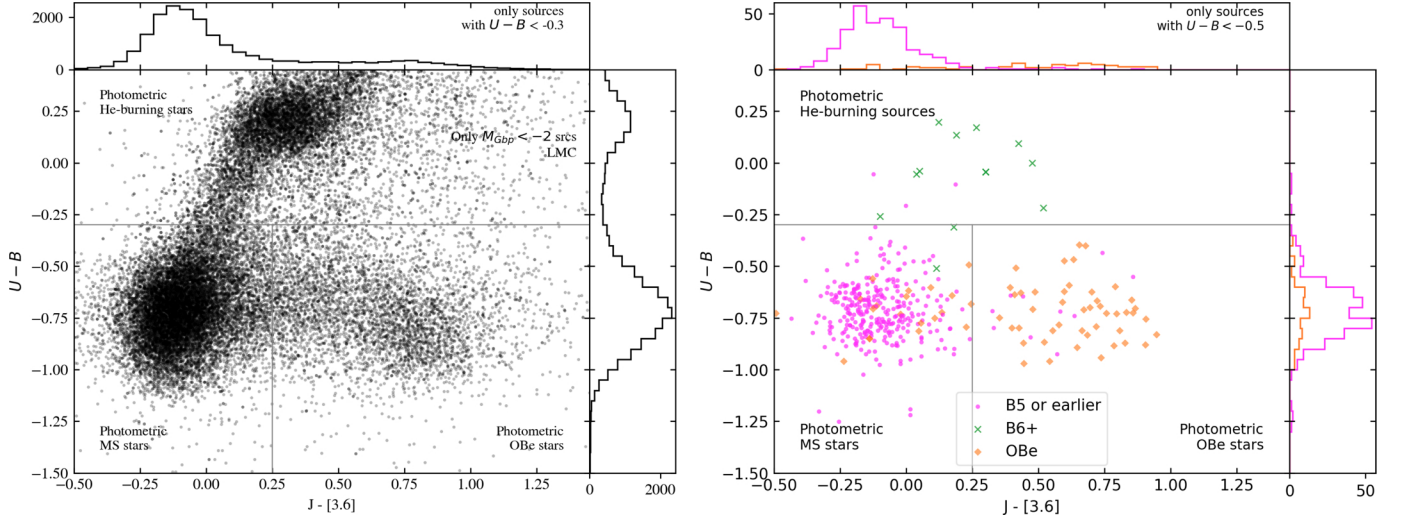 2000
0
only sources
with U − B < -0.3
Photometric
He-burning stars
Only M_Gbp < −2 srcs
LMC
0.25
0.00
−0.25
−0.50
−0.75
−1.00
−1.25
−1.50
U − B
Photometric
MS stars
Photometric
OBe stars
−0.50
−0.25
0.00
0.25
0.50
0.75
1.00
1.25
0
2000
J - [3.6]
50
0
only sources
with U − B < −0.5
Photometric
He-burning sources
0.25
0.00
−0.25
−0.50
−0.75
−1.00
−1.25
−1.50
U − B
B5 or earlier
B6+
OBe
Photometric
MS stars
Photometric
OBe stars
−0.50
−0.25
0.00
0.25
0.50
0.75
1.00
1.25
0
50
J - [3.6]